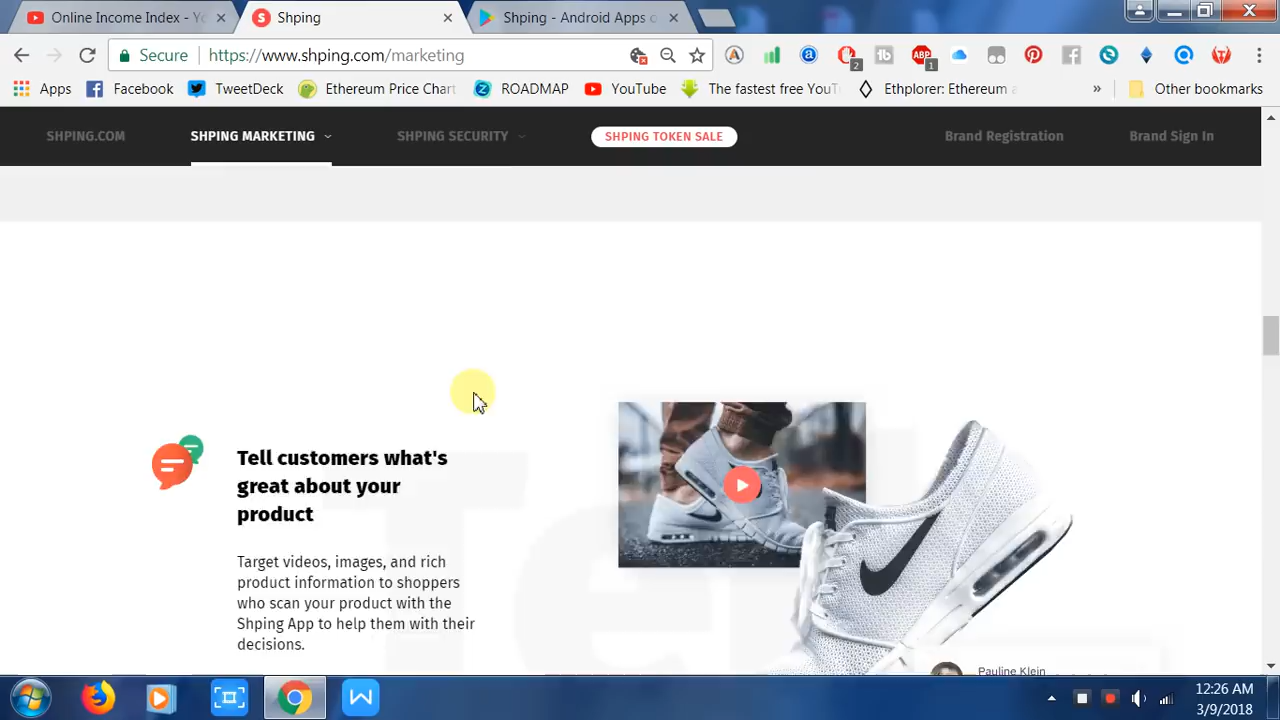 Online Income Index - Yo
Shping
Shping - Android Apps o
Secure
https://www.shping.com/marketing
2
ABP
1
Apps
Facebook
TweetDeck
Ethereum Price Chart
ROADMAP
YouTube
The fastest free YouT
Ethplorer: Ethereum a
»
Other bookmarks
SHPING.COM
SHPING MARKETING
SHPING SECURITY
SHPING TOKEN SALE
Brand Registration
Brand Sign In
Tell customers what's
great about your
product
Target videos, images, and rich
product information to shoppers
who scan your product with the
Shping App to help them with their
decisions.
Pauline Klein
12:26 AM
3/9/2018